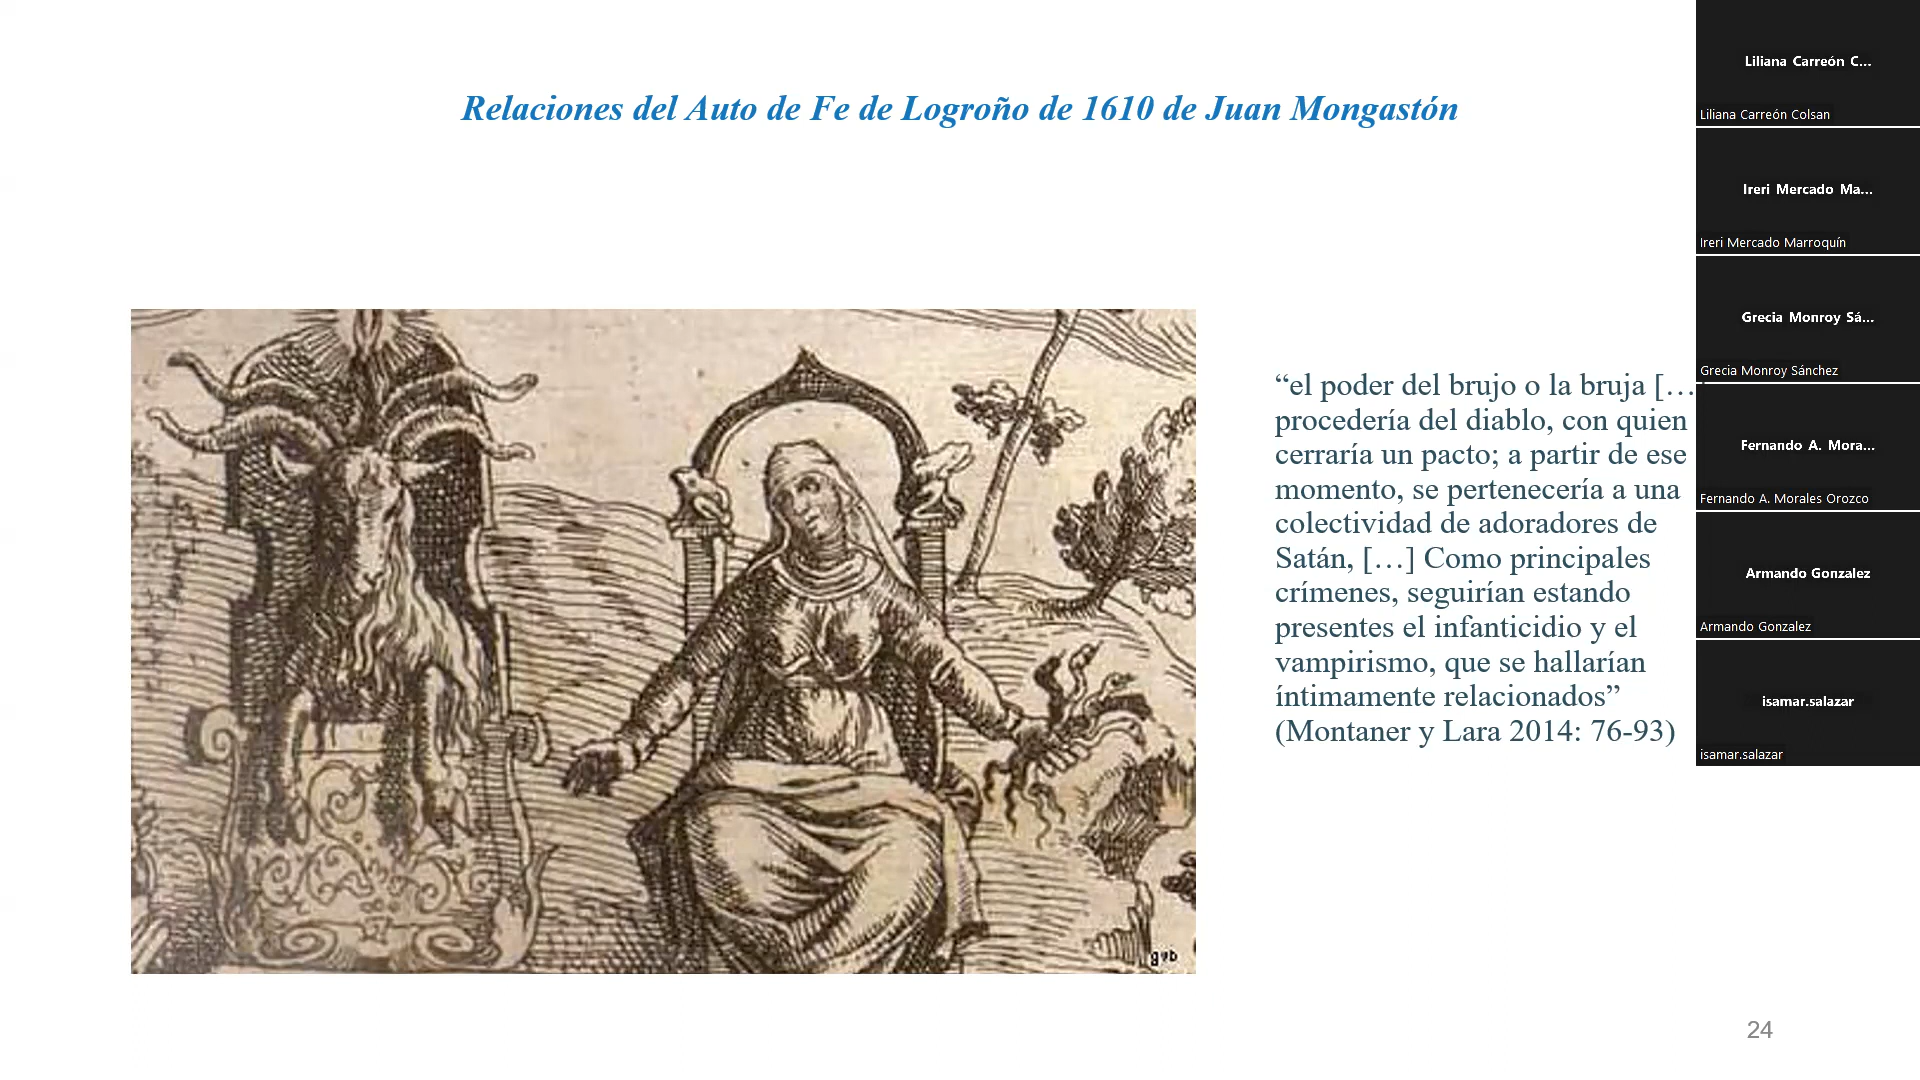 Relaciones del Auto de Fe de Logroño de 1610 de Juan Mongastón
“el poder del brujo o la bruja […
procedería del diablo, con quien
cerraría un pacto; a partir de ese
momento, se pertenecería a una
colectividad de adoradores de
Satán, […] Como principales
crímenes, seguirían estando
presentes el infanticidio y el
vampirismo, que se hallarían
íntimamente relacionados”
(Montaner y Lara 2014: 76-93)
gvb
24
Liliana Carreón C...
Liliana Carreón Colsan
Ireri Mercado Ma...
Ireri Mercado Marroquín
Grecia Monroy Sá...
Grecia Monroy Sánchez
Fernando A. Mora...
Fernando A. Morales Orozco
Armando Gonzalez
Armando Gonzalez
isamar.salazar
isamar.salazar